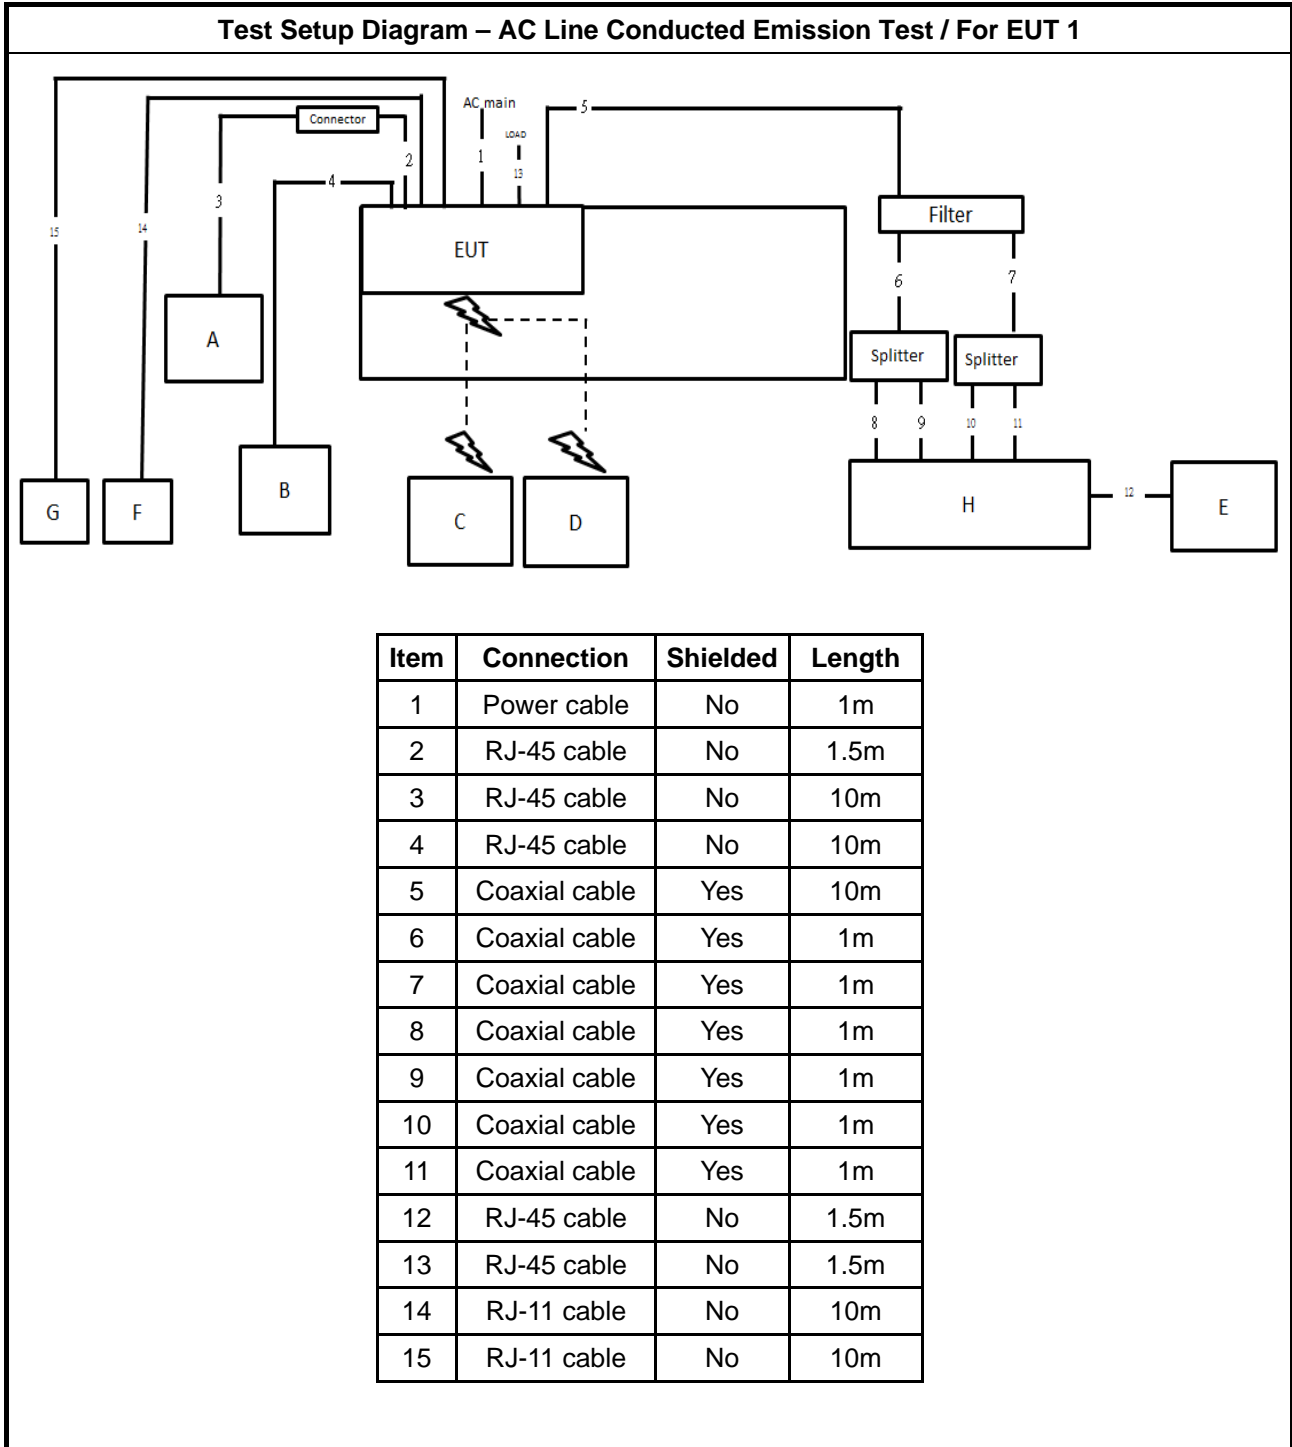 Test Setup Diagram – AC Line Conducted Emission Test / For EUT 1
AC main
5
Connector
LOAD
2
1
13
4
3
15
14
Filter
EUT
6
7
A
Splitter
Splitter
8
9
10
11
B
C
D
G
F
H
12
E
Item Connection Shielded Length
1 Power cable No 1m
2 RJ-45 cable No 1.5m
3 RJ-45 cable No 10m
4 RJ-45 cable No 10m
5 Coaxial cable Yes 10m
6 Coaxial cable Yes 1m
7 Coaxial cable Yes 1m
8 Coaxial cable Yes 1m
9 Coaxial cable Yes 1m
10 Coaxial cable Yes 1m
11 Coaxial cable Yes 1m
12 RJ-45 cable No 1.5m
13 RJ-45 cable No 1.5m
14 RJ-11 cable No 10m
15 RJ-11 cable No 10m